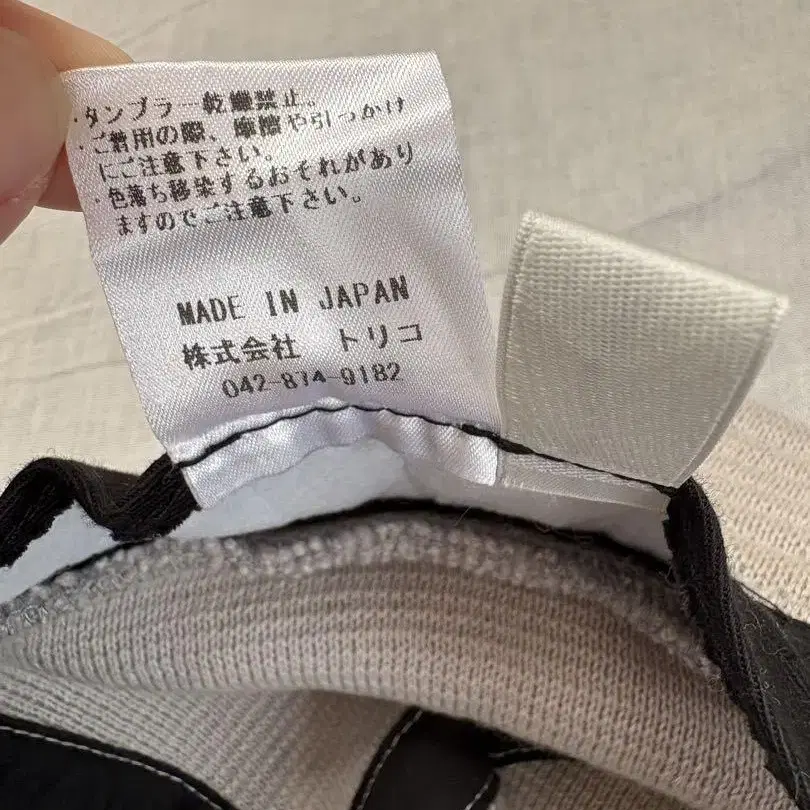 ・タンブラー乾燥禁止。
・ご着用の際、摩擦や引っかけ
にご注意下さい。
・色落ち移染するおそれがあり
ますのでご注意下さい。
MADE IN JAPAN
株式会社 トリコ
042-874-9182